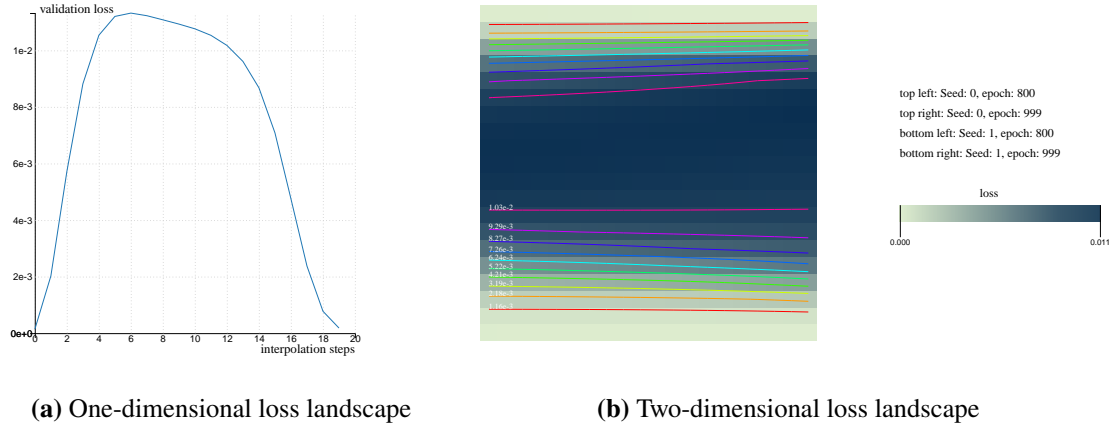 validation loss
1e-2
8e-3
6e-3
4e-3
2e-3
0e+0
0 2 4 6 8 10 12 14 16 18 20
interpolation steps
1.03e-2
9.29e-3
8.27e-3
7.26e-3
6.24e-3
5.22e-3
4.21e-3
3.19e-3
2.18e-3
1.16e-3
top left: Seed: 0, epoch: 800
top right: Seed: 0, epoch: 999
bottom left: Seed: 1, epoch: 800
bottom right: Seed: 1, epoch: 999
loss
0.000 0.011
(a) One-dimensional loss landscape
(b) Two-dimensional loss landscape